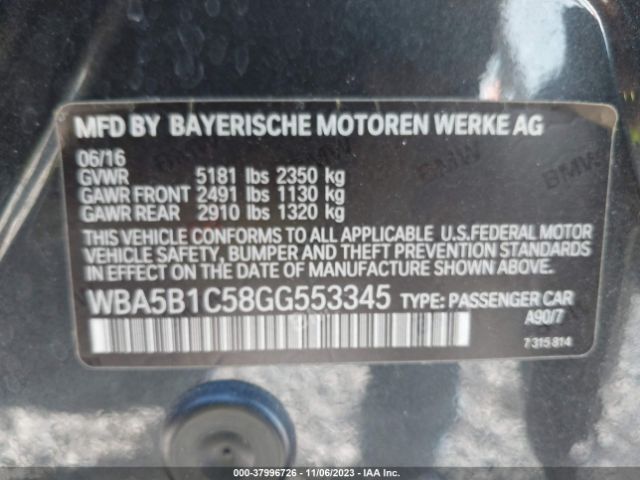 MFD BY BAYERISCHE MOTOREN WERKE AG
06/16
GVWR 5181 lbs 2350 kg
GAWR FRONT 2491 lbs 1130 kg
GAWR REAR 2910 lbs 1320 kg
THIS VEHICLE CONFORMS TO ALL APPLICABLE U.S.FEDERAL MOTOR
VEHICLE SAFETY, BUMPER AND THEFT PREVENTION STANDARDS
IN EFFECT ON THE DATE OF MANUFACTURE SHOWN ABOVE.
WBA5B1C58GG553345 TYPE: PASSENGER CAR
A90/7
7315814
000-37996726 - 11/06/2023 - IAA Inc.